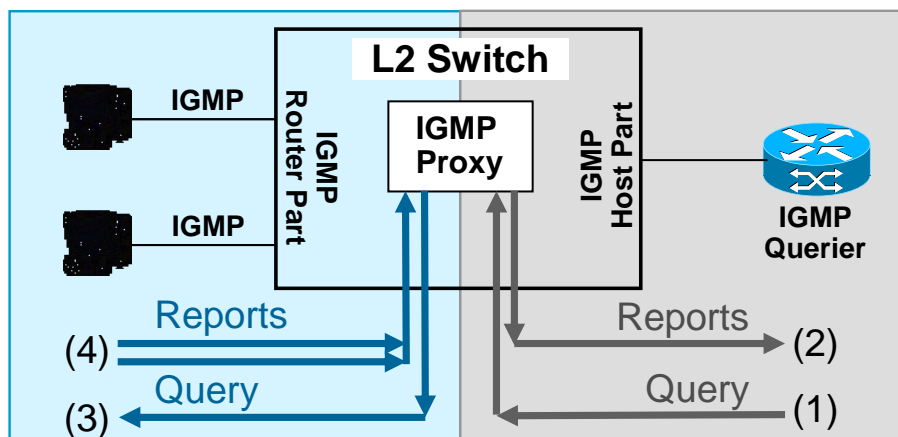 L2 Switch
IGMP
IGMP
Router Part
IGMP
Proxy
IGMP
Host Part
IGMP
Querier
IGMP
Reports
Reports
(4)
(2)
Query
Query
(3)
(1)